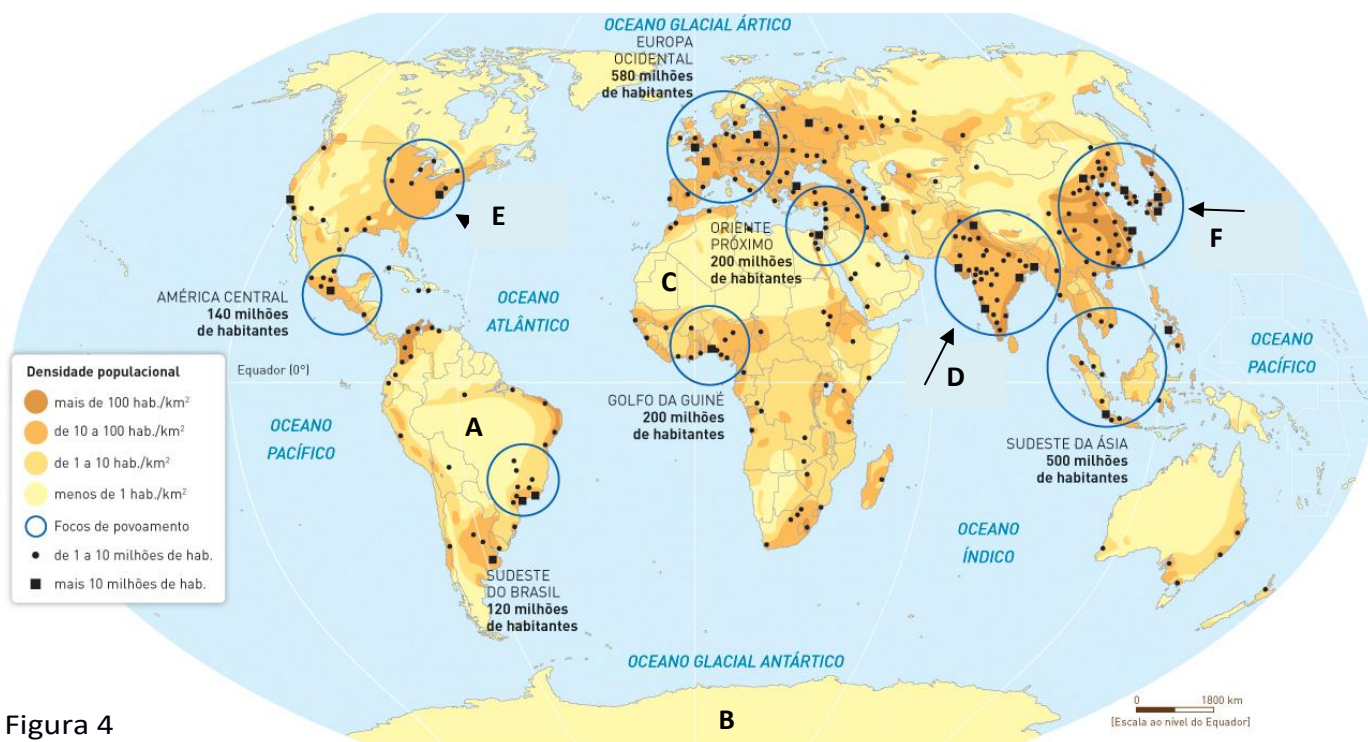 OCEANO GLACIAL ÁRTICO
EUROPA
OCIDENTAL
580 milhões
de habitantes
E
F
ORIENTE
PRÓXIMO
200 milhões
de habitantes
C
AMÉRICA CENTRAL
140 milhões
de habitantes
OCEANO
ATLÂNTICO
D
OCEANO
PACÍFICO
Densidade populacional
mais de 100 hab./km²
de 10 a 100 hab./km²
de 1 a 10 hab./km²
menos de 1 hab./km²
Focos de povoamento
de 1 a 10 milhões de hab.
mais 10 milhões de hab.
Equador (0°)
OCEANO
PACÍFICO
A
GOLFO DA GUINÉ
200 milhões
de habitantes
SUDESTE DA ÁSIA
500 milhões
de habitantes
OCEANO
ÍNDICO
SUDESTE
DO BRASIL
120 milhões
de habitantes
OCEANO GLACIAL ANTÁRTICO
B
0 1800 km
[Escala ao nível do Equador]
Figura 4